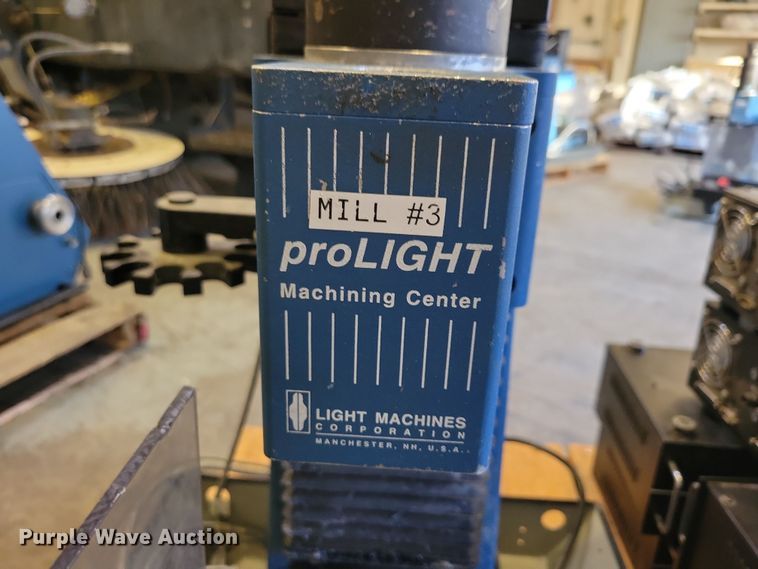 MILL #3
proLIGHT
Machining Center
LIGHT MACHINES
CORPORATION
MANCHESTER, NH, U.S.A.
Purple Wave Auction